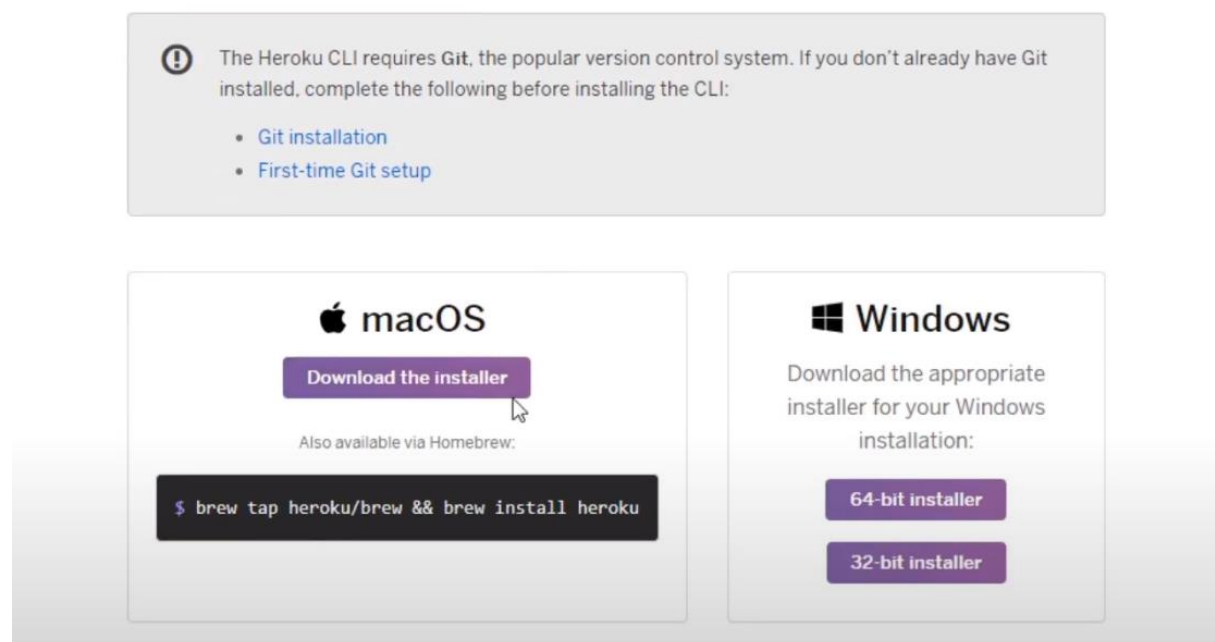 The Heroku CLI requires Git, the popular version control system. If you don't already have Git
installed, complete the following before installing the CLI:
• Git installation
• First-time Git setup
macOS
Download the installer
Also available via Homebrew:
$ brew tap heroku/brew && brew install heroku
Windows
Download the appropriate
installer for your Windows
installation:
64-bit installer
32-bit installer